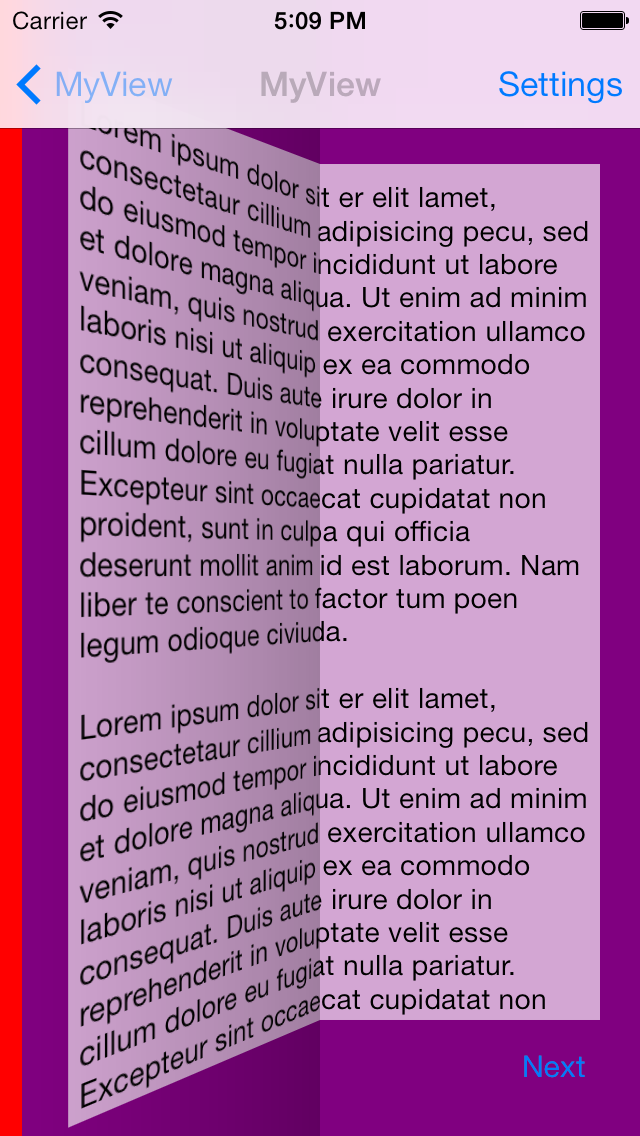 Carrier 5:09 PM
MyView MyView Settings
Lorem ipsum dolor sit er elit lamet,
consectetaur cillium adipisicing pecu, sed
do eiusmod tempor incididunt ut labore
et dolore magna aliqua. Ut enim ad minim
veniam, quis nostrud exercitation ullamco
laboris nisi ut aliquip ex ea commodo
consequat. Duis aute irure dolor in
reprehenderit in voluptate velit esse
cillum dolore eu fugiat nulla pariatur.
Excepteur sint occaecat cupidatat non
proident, sunt in culpa qui officia
deserunt mollit anim id est laborum. Nam
liber te conscient to factor tum poen
legum odioque civiuda.
Lorem ipsum dolor sit er elit lamet,
consectetaur cillium adipisicing pecu, sed
do eiusmod tempor incididunt ut labore
et dolore magna aliqua. Ut enim ad minim
veniam, quis nostrud exercitation ullamco
laboris nisi ut aliquip ex ea commodo
consequat. Duis aute irure dolor in
reprehenderit in voluptate velit esse
cillum dolore eu fugiat nulla pariatur.
Excepteur sint occaecat cupidatat non
Next